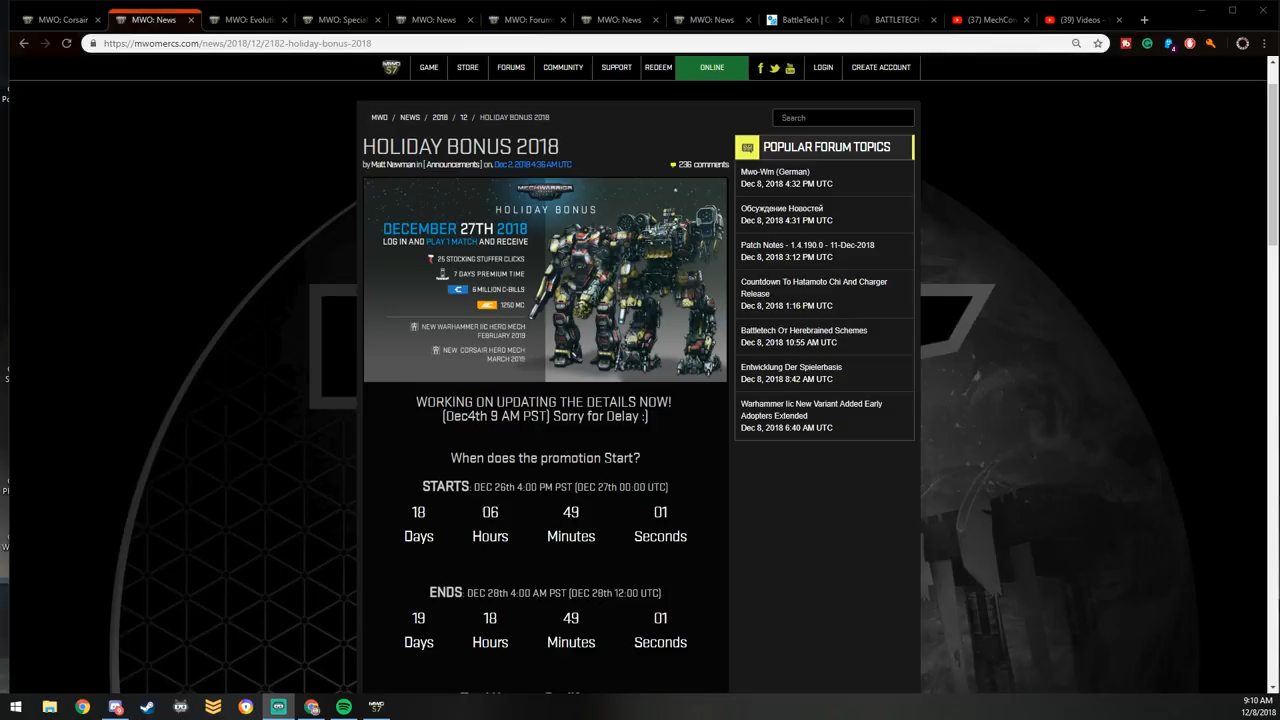 MWO: Corsair
MWO: News
MWO: Evoluti
MWO: Special
MWO: News
MWO: Forum
MWO: News
MWO: News
BattleTech | C
BATTLETECH -
(37) MechCon
(39) Videos -
https://mwomercs.com/news/2018/12/2182-holiday-bonus-2018
GAME
STORE
FORUMS
COMMUNITY
SUPPORT
REDEEM
ONLINE
LOGIN
CREATE ACCOUNT
MWO / NEWS / 2018 / 12 / HOLIDAY BONUS 2018
Search
HOLIDAY BONUS 2018
by Matt Newman in [ Announcements ] on, Dec 2, 2018 4:36 AM UTC
236 comments
MECHWARRIOR
HOLIDAY BONUS
DECEMBER 27TH 2018
LOG IN AND PLAY 1 MATCH AND RECEIVE
25 STOCKING STUFFER CLICKS
7 DAYS PREMIUM TIME
6 MILLION C-BILLS
1250 MC
NEW WARHAMMER IIC HERO MECH
FEBRUARY 2019
NEW CORSAIR HERO MECH
MARCH 2019
WORKING ON UPDATING THE DETAILS NOW!
(Dec4th 9 AM PST) Sorry for Delay :)
When does the promotion Start?
STARTS: DEC 26th 4:00 PM PST (DEC 27th 00:00 UTC)
18 06 49 01
Days Hours Minutes Seconds
ENDS: DEC 28th 4:00 AM PST (DEC 28th 12:00 UTC)
19 18 49 01
Days Hours Minutes Seconds
POPULAR FORUM TOPICS
Mwo-Wm (German)
Dec 8, 2018 4:32 PM UTC
Обсуждение Новостей
Dec 8, 2018 4:31 PM UTC
Patch Notes - 1.4.190.0 - 11-Dec-2018
Dec 8, 2018 3:12 PM UTC
Countdown To Hatamoto Chi And Charger
Release
Dec 8, 2018 1:16 PM UTC
Battletech От Herebrained Schemes
Dec 8, 2018 10:55 AM UTC
Entwicklung Der Spielerbasis
Dec 8, 2018 8:42 AM UTC
Warhammer Iic New Variant Added Early
Adopters Extended
Dec 8, 2018 6:40 AM UTC
9:10 AM
12/8/2018